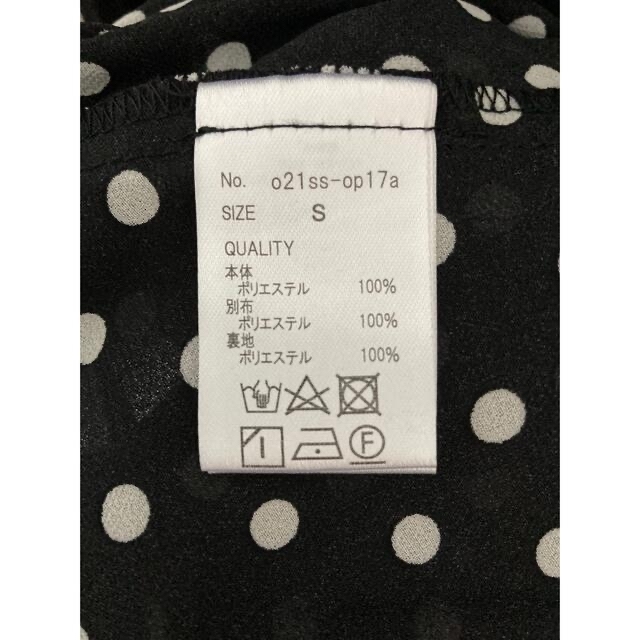 No. o21ss-op17a
SIZE S
QUALITY
本体
ポリエステル 100%
別布
ポリエステル 100%
裏地
ポリエステル 100%
F